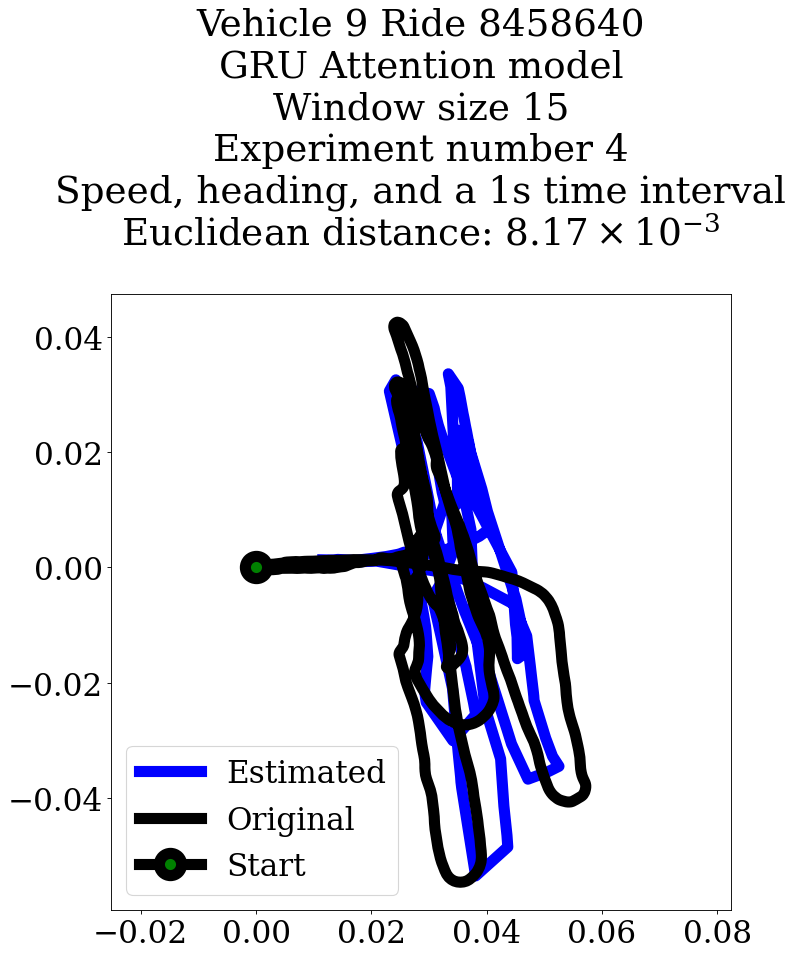 Vehicle 9 Ride 8458640
GRU Attention model
Window size 15
Experiment number 4
Speed, heading, and a 1s time interval
Euclidean distance: 8.17 × 10⁻³
0.04
0.02
0.00
−0.02
−0.04
Estimated
Original
Start
−0.02 0.00 0.02 0.04 0.06 0.08